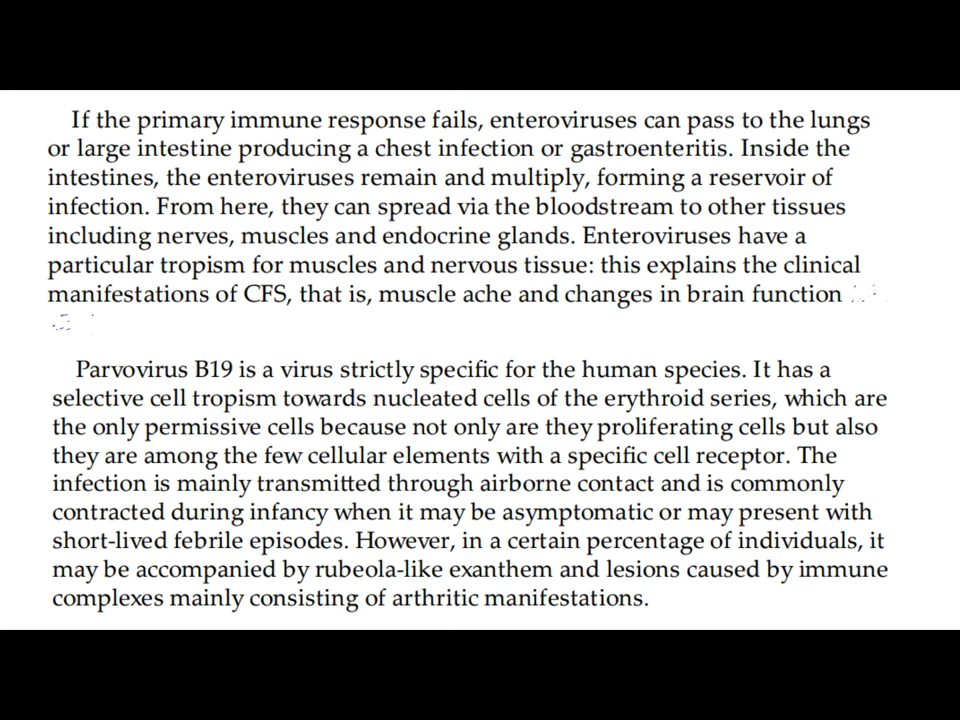 If the primary immune response fails, enteroviruses can pass to the lungs
or large intestine producing a chest infection or gastroenteritis. Inside the
intestines, the enteroviruses remain and multiply, forming a reservoir of
infection. From here, they can spread via the bloodstream to other tissues
including nerves, muscles and endocrine glands. Enteroviruses have a
particular tropism for muscles and nervous tissue: this explains the clinical
manifestations of CFS, that is, muscle ache and changes in brain function
Parvovirus B19 is a virus strictly specific for the human species. It has a
selective cell tropism towards nucleated cells of the erythroid series, which are
the only permissive cells because not only are they proliferating cells but also
they are among the few cellular elements with a specific cell receptor. The
infection is mainly transmitted through airborne contact and is commonly
contracted during infancy when it may be asymptomatic or may present with
short-lived febrile episodes. However, in a certain percentage of individuals, it
may be accompanied by rubeola-like exanthem and lesions caused by immune
complexes mainly consisting of arthritic manifestations.